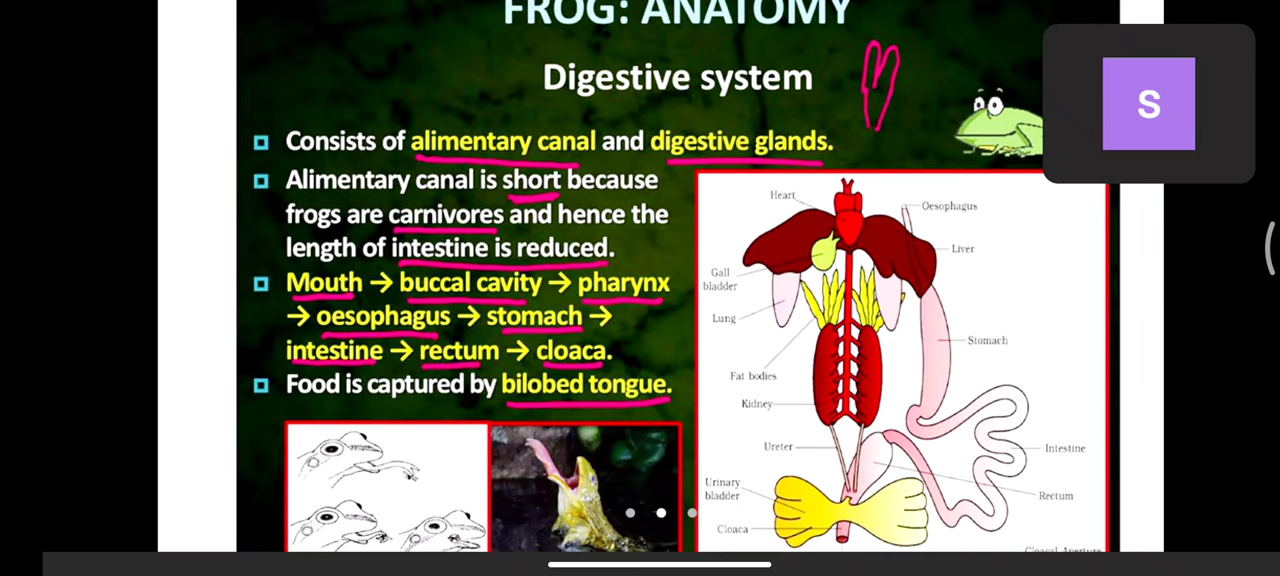 FROG: ANATOMY
Digestive system
S
Consists of alimentary canal and digestive glands.
Alimentary canal is short because
frogs are carnivores and hence the
length of intestine is reduced.
Mouth → buccal cavity → pharynx
→ oesophagus → stomach →
intestine → rectum → cloaca.
Food is captured by bilobed tongue.
Heart
Oesophagus
Liver
Gall
bladder
Lung
Stomach
Fat bodies
Kidney
Ureter
Intestine
Urinary
bladder
Rectum
Cloaca
Cloacal Aperture